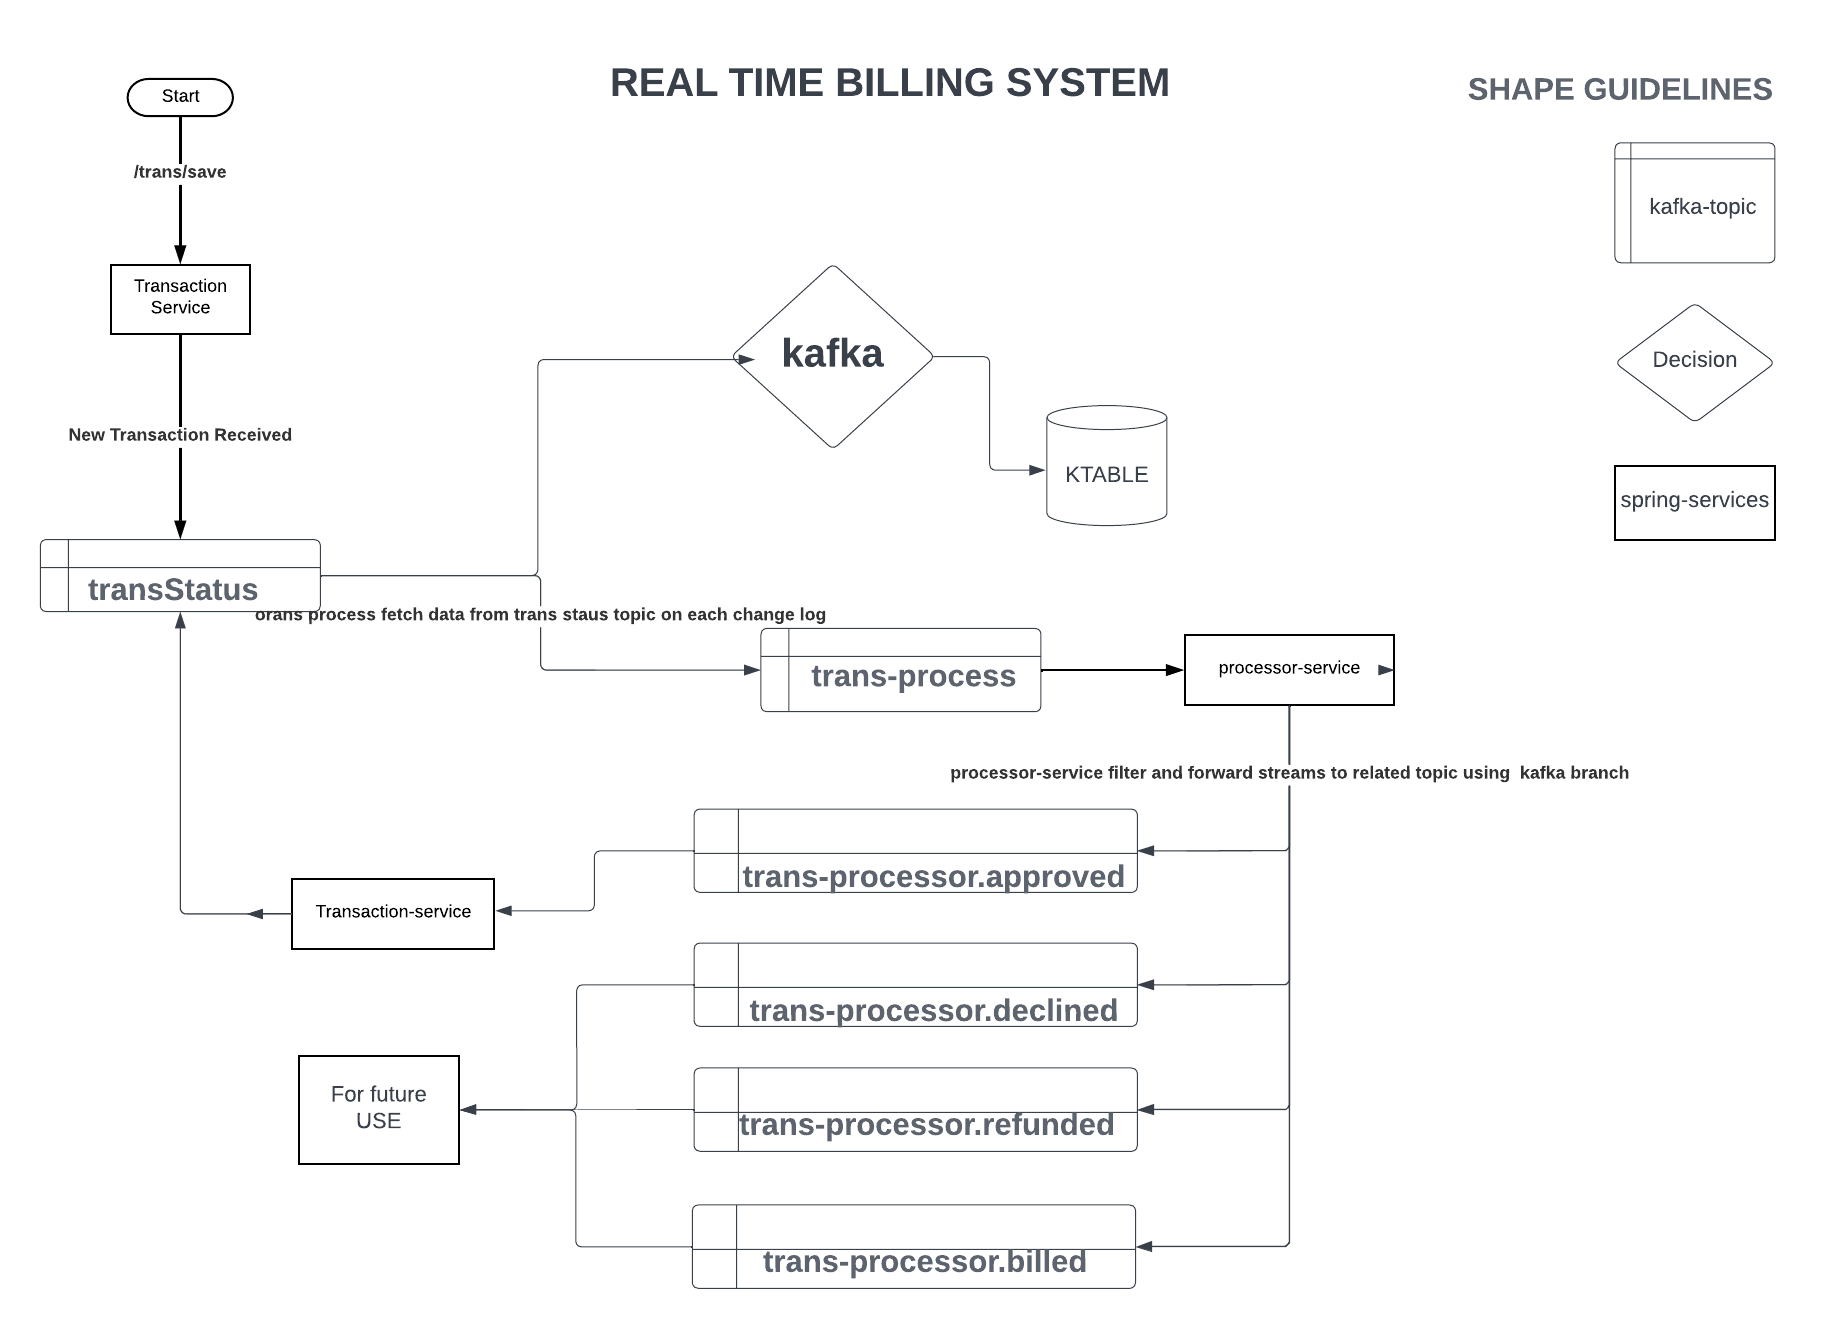 REAL TIME BILLING SYSTEM
SHAPE GUIDELINES
Start
/trans/save
kafka-topic
Transaction
Service
kafka
Decision
New Transaction Received
KTABLE
spring-services
transStatus
orans process fetch data from trans staus topic on each change log
trans-process
processor-service
processor-service filter and forward streams to related topic using  kafka branch
trans-processor.approved
Transaction-service
trans-processor.declined
For future
USE
trans-processor.refunded
trans-processor.billed